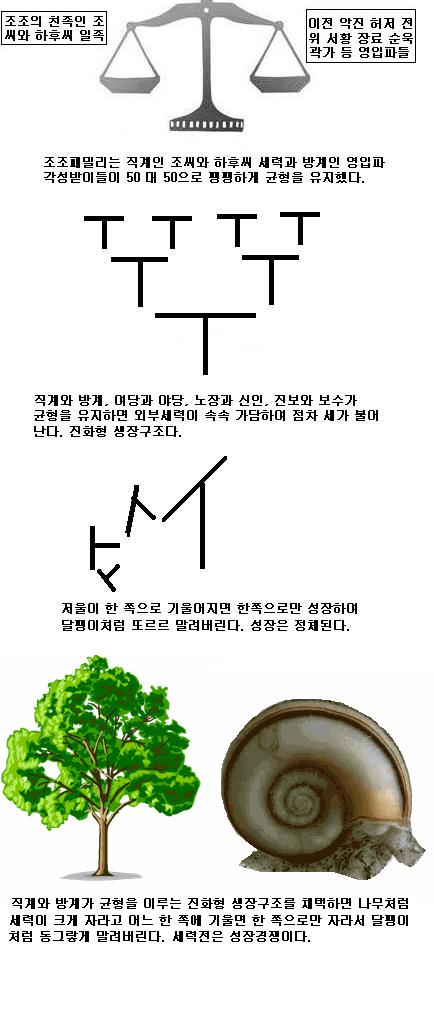 조조의 친족인 조
씨와 하후씨 일족
이전 악진 허저 전
위 서황 장료 순욱
곽가 등 영입파들
조조패밀리는 직계인 조씨와 하후씨 세력과 방계인 영입파
각성받이들이 50 대 50으로 팽팽하게 균형을 유지했다.
직계와 방계, 여당과 야당, 노장과 신인, 진보와 보수가
균형을 유지하면 외부세력이 속속 가담하여 점차 세가 불어
난다. 진화형 생장구조다.
저울이 한 쪽으로 기울어지면 한쪽으로만 성장하여
달팽이처럼 또르르 말려버린다. 성장은 정체된다.
직계와 방계가 균형을 이루는 진화형 생장구조를 채택하면 나무처럼
세력이 크게 자라고 어느 한 쪽에 기울면 한 쪽으로만 자라서 달팽이
처럼 동그랗게 말려버린다. 세력전은 성장경쟁이다.